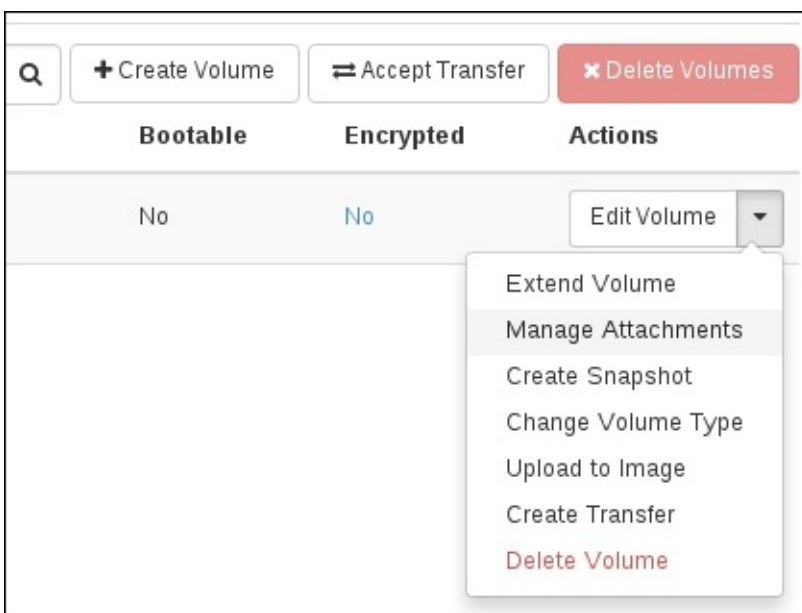 Create Volume Accept Transfer Delete Volumes
Bootable Encrypted Actions
No No Edit Volume
Extend Volume
Manage Attachments
Create Snapshot
Change Volume Type
Upload to Image
Create Transfer
Delete Volume